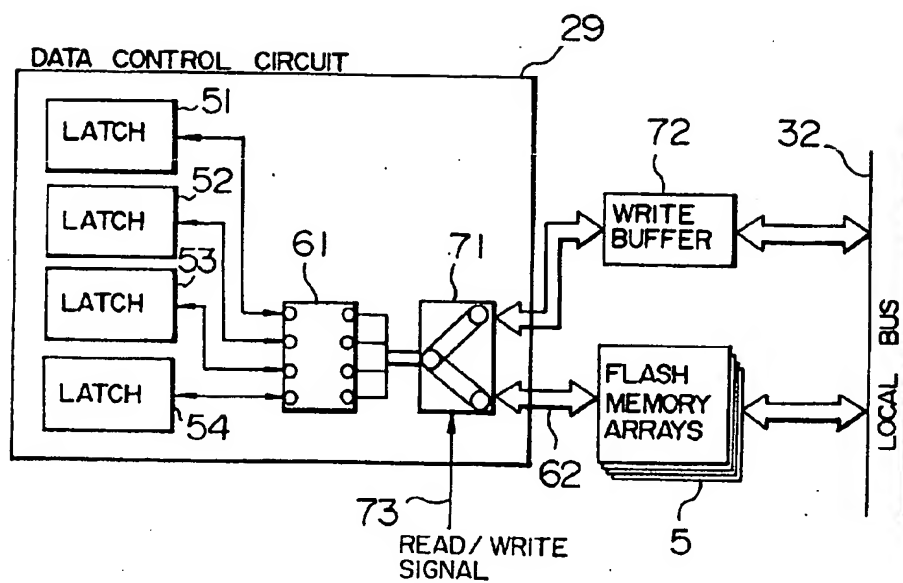 29
DATA CONTROL CIRCUIT
51
LATCH
52
LATCH
53
LATCH
LATCH
54
61
71
72
WRITE
BUFFER
32
LOCAL BUS
FLASH
MEMORY
ARRAYS
62
5
73
READ/WRITE
SIGNAL